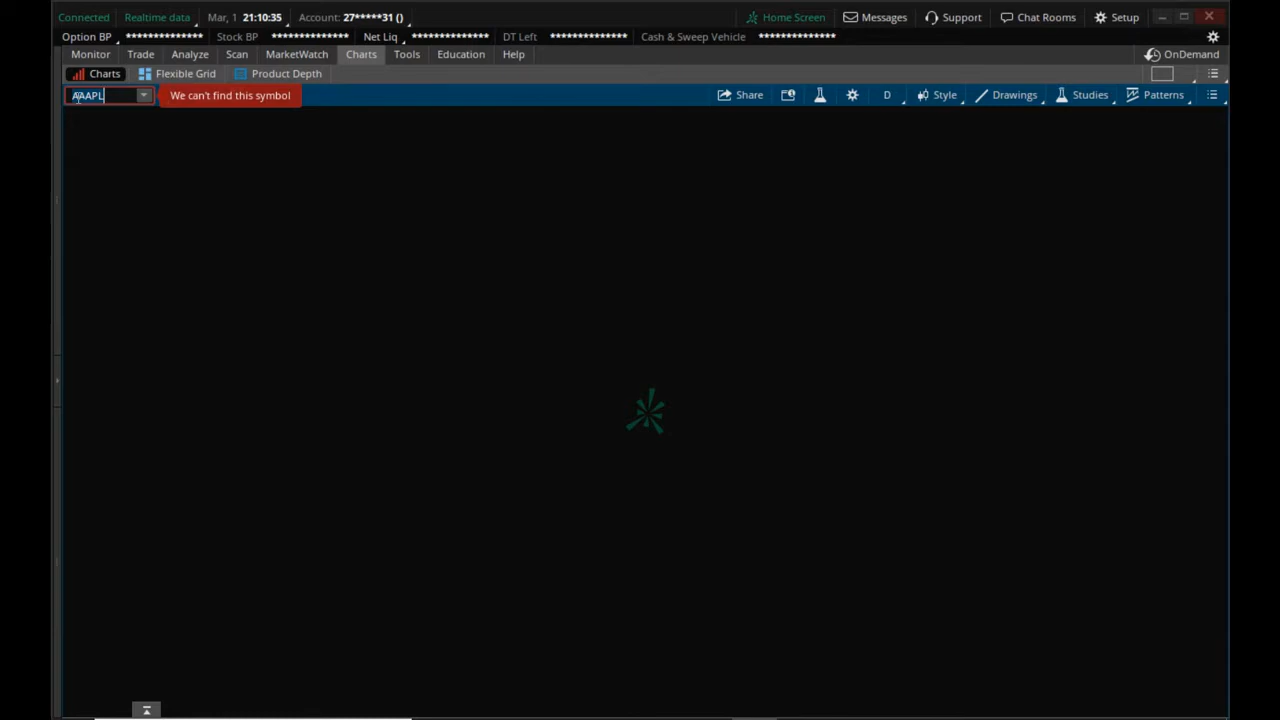 Connected Realtime data Mar, 1 21:10:35 Account: 27*****31 () Home Screen Messages Support Chat Rooms Setup
Option BP ************** Stock BP ************** Net Liq ************** DT Left ************** Cash & Sweep Vehicle **************
Monitor Trade Analyze Scan MarketWatch Charts Tools Education Help OnDemand
Charts Flexible Grid Product Depth
AAAPL We can't find this symbol Share D Style Drawings Studies Patterns